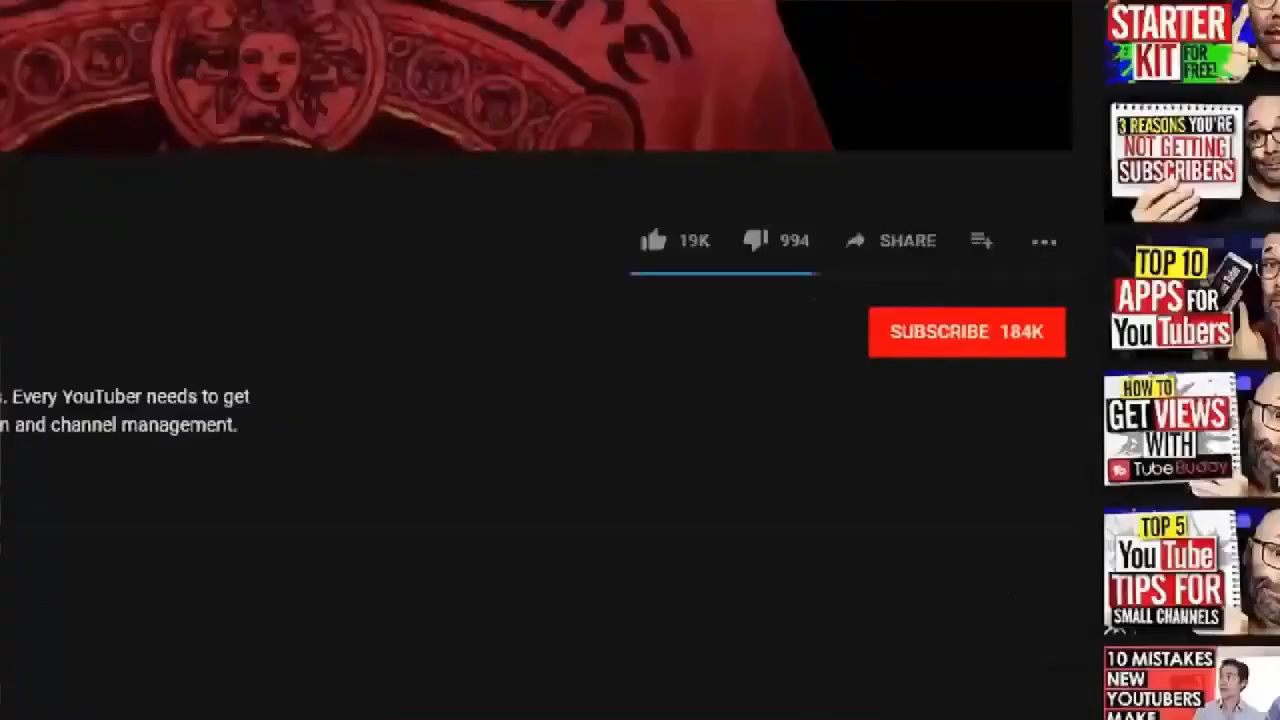 19K 994 SHARE
SUBSCRIBE 184K
. Every YouTuber needs to get
and channel management.
STARTER
KIT FOR
FREE!
3 REASONS YOU'RE
NOT GETTING
SUBSCRIBERS
TOP 10
APPS FOR
YouTubers
HOW TO
GET VIEWS
WITH
TubeBuddy
TOP 5
YouTube
TIPS FOR
SMALL CHANNELS
10 MISTAKES
NEW
YOUTUBERS
MAKE